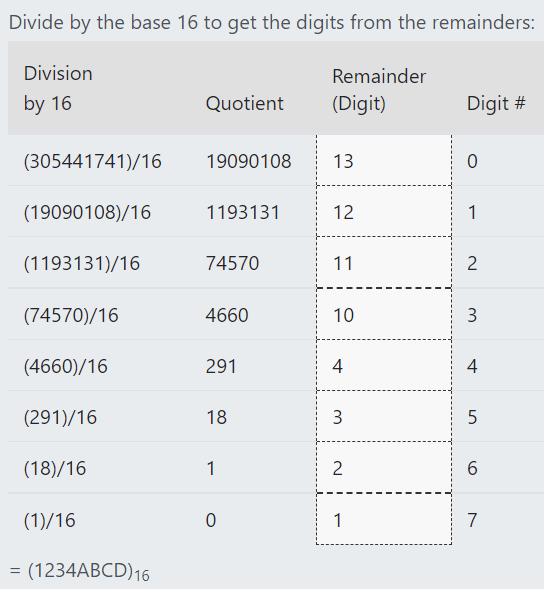 Divide by the base 16 to get the digits from the remainders:
Division by 16 Quotient Remainder (Digit) Digit #
(305441741)/16 19090108 13 0
(19090108)/16 1193131 12 1
(1193131)/16 74570 11 2
(74570)/16 4660 10 3
(4660)/16 291 4 4
(291)/16 18 3 5
(18)/16 1 2 6
(1)/16 0 1 7
= (1234ABCD)16